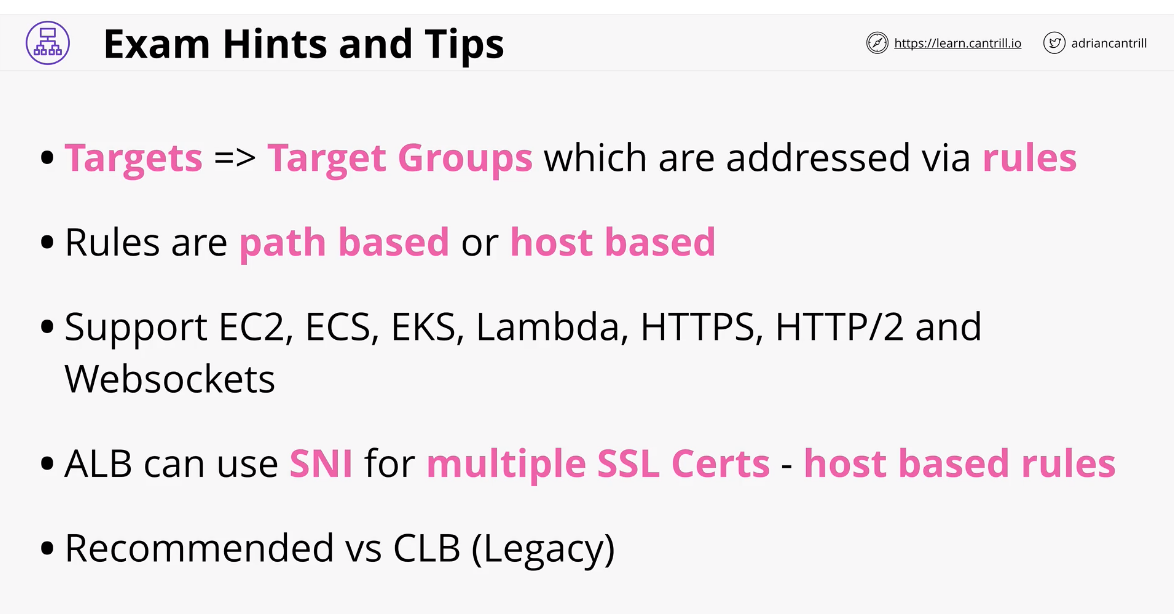 Exam Hints and Tips
https://learn.cantrill.io
adriancantrill
• Targets => Target Groups which are addressed via rules
• Rules are path based or host based
• Support EC2, ECS, EKS, Lambda, HTTPS, HTTP/2 and
Websockets
• ALB can use SNI for multiple SSL Certs - host based rules
• Recommended vs CLB (Legacy)